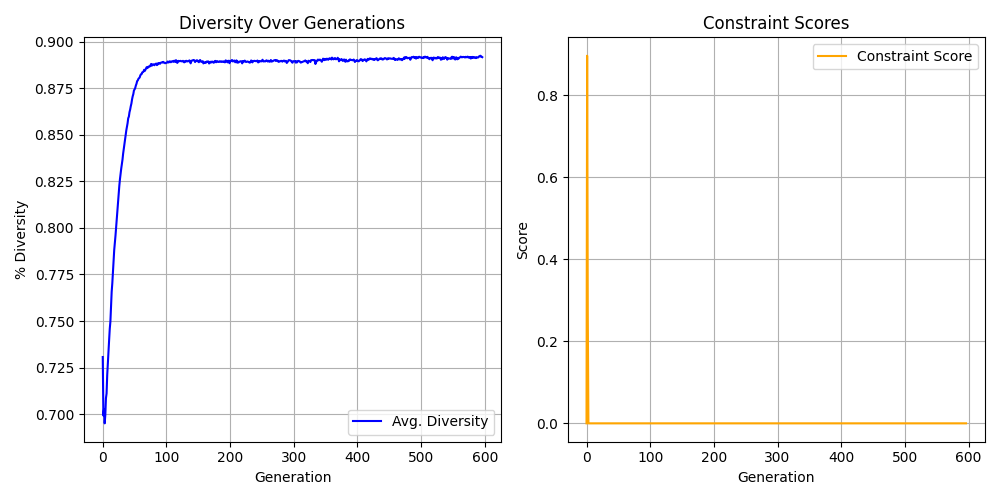 Diversity Over Generations
% Diversity
0.900
0.875
0.850
0.825
0.800
0.775
0.750
0.725
0.700
0 100 200 300 400 500 600
Generation
Avg. Diversity
Constraint Scores
Score
0.8
0.6
0.4
0.2
0.0
0 100 200 300 400 500 600
Generation
Constraint Score